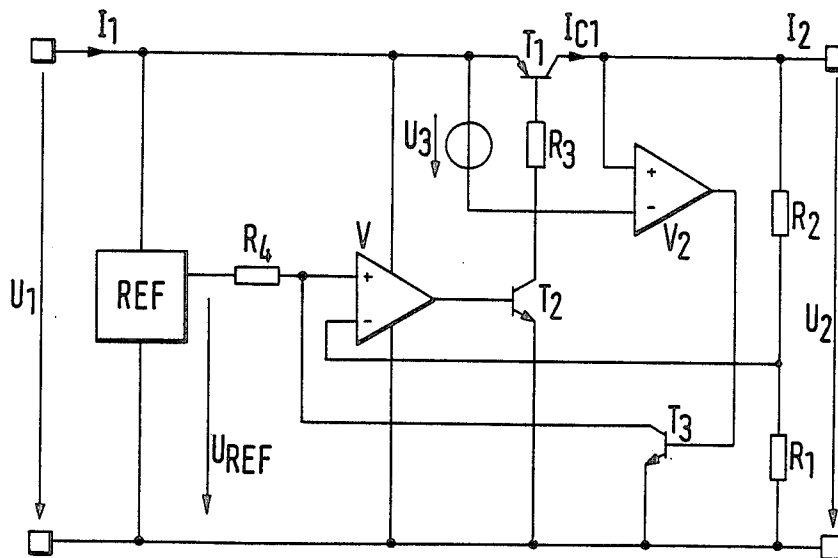 I1
T1
IC1
I2
U3
R3
+
-
V2
R2
R4
V
+
-
REF
T2
U1
U2
UREF
T3
R1